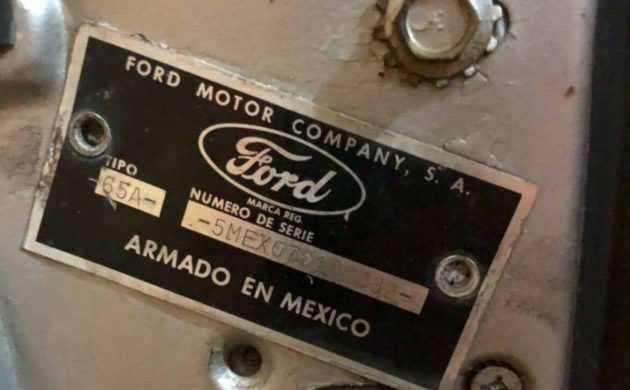 FORD MOTOR COMPANY, S. A.
Ford
MARCA REG.
TIPO
65A-
NUMERO DE SERIE
ARMADO EN MEXICO